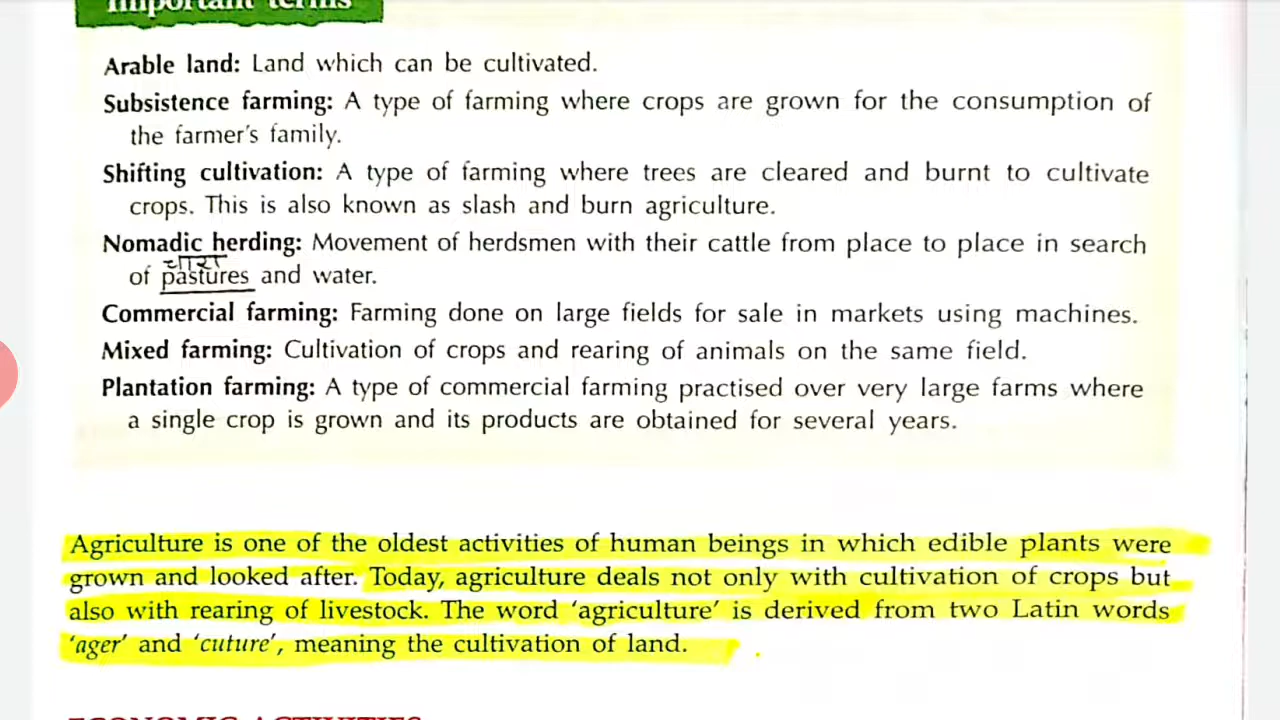 Important terms
Arable land: Land which can be cultivated.
Subsistence farming: A type of farming where crops are grown for the consumption of
the farmer's family.
Shifting cultivation: A type of farming where trees are cleared and burnt to cultivate
crops. This is also known as slash and burn agriculture.
Nomadic herding: Movement of herdsmen with their cattle from place to place in search
चारा
of pastures and water.
Commercial farming: Farming done on large fields for sale in markets using machines.
Mixed farming: Cultivation of crops and rearing of animals on the same field.
Plantation farming: A type of commercial farming practised over very large farms where
a single crop is grown and its products are obtained for several years.
Agriculture is one of the oldest activities of human beings in which edible plants were
grown and looked after. Today, agriculture deals not only with cultivation of crops but
also with rearing of livestock. The word 'agriculture' is derived from two Latin words
'ager' and 'cuture', meaning the cultivation of land.
ECONOMIC ACTIVITIES